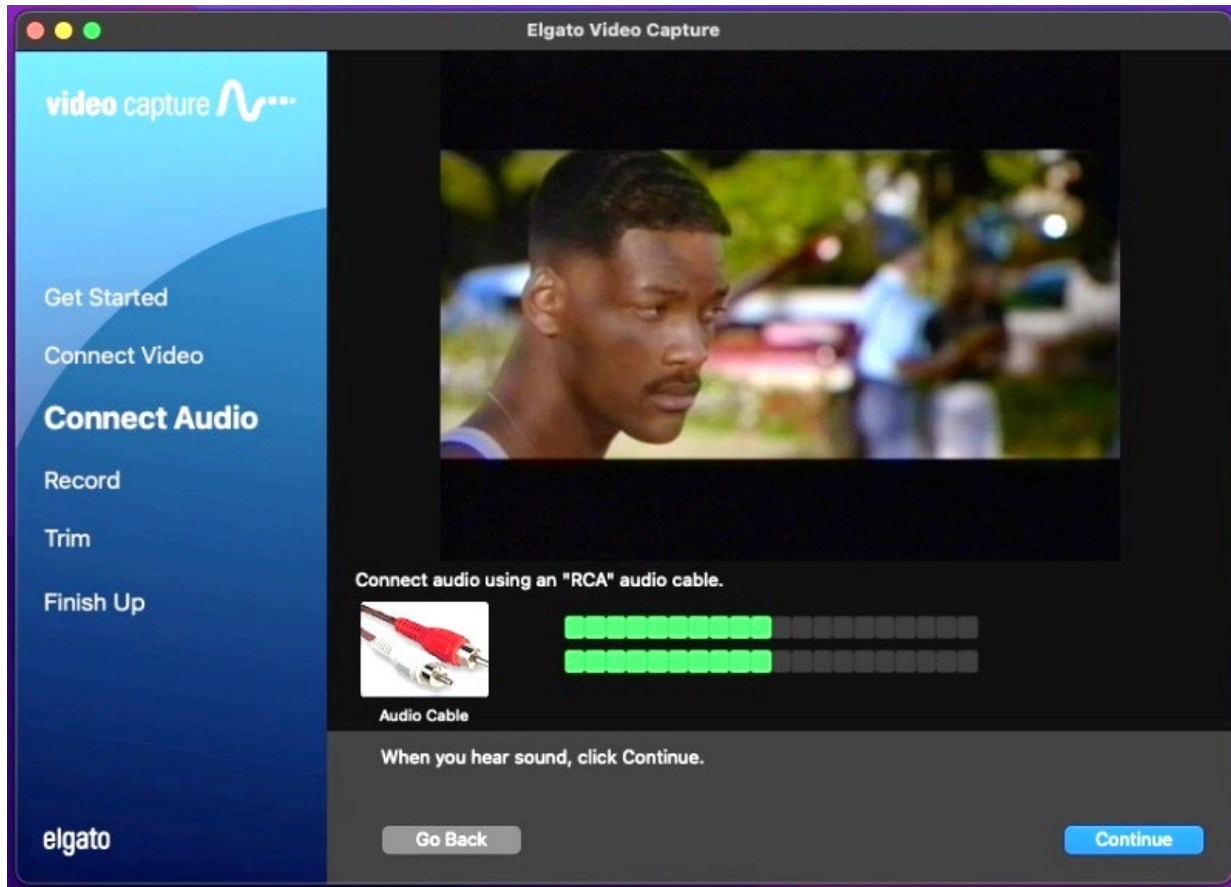 Elgato Video Capture
video capture
Get Started
Connect Video
Connect Audio
Record
Trim
Finish Up
elgato
Connect audio using an "RCA" audio cable.
Audio Cable
When you hear sound, click Continue.
Go Back
Continue